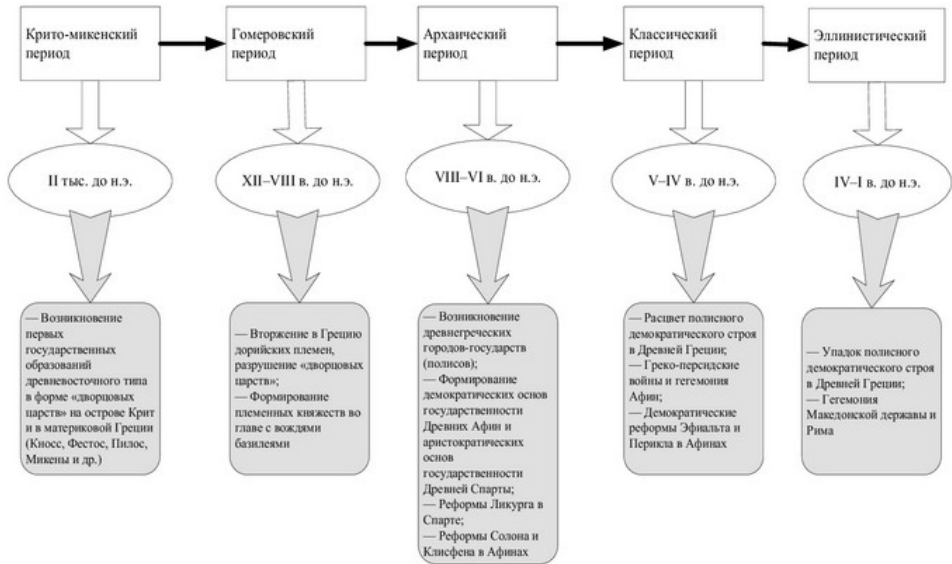 Крито-микенский
период
Гомеровский
период
Архаический
период
Классический
период
Эллинистический
период
II тыс. до н.э.
XII–VIII в. до н.э.
VIII–VI в. до н.э.
V–IV в. до н.э.
IV–I в. до н.э.
— Возникновение
первых
государственных
образований
древневосточного типа
в форме «дворцовых
царств» на острове Крит
и в материковой Греции
(Кносс, Фестос, Пилос,
Микены и др.)
— Вторжение в Грецию
дорийских племен,
разрушение «дворцовых
царств»;
— Формирование
племенных княжеств во
главе с вождями
базилеями
— Возникновение
древнегреческих
городов-государств
(полисов);
— Формирование
демократических основ
государственности
Древних Афин и
аристократических
основ
государственности
Древней Спарты;
— Реформы Ликурга в
Спарте;
— Реформы Солона и
Клисфена в Афинах
— Расцвет полисного
демократического строя
в Древней Греции;
— Греко-персидские
войны и гегемония
Афин;
— Демократические
реформы Эфиальта и
Перикла в Афинах
— Упадок полисного
демократического строя
в Древней Греции;
— Гегемония
Македонской державы и
Рима